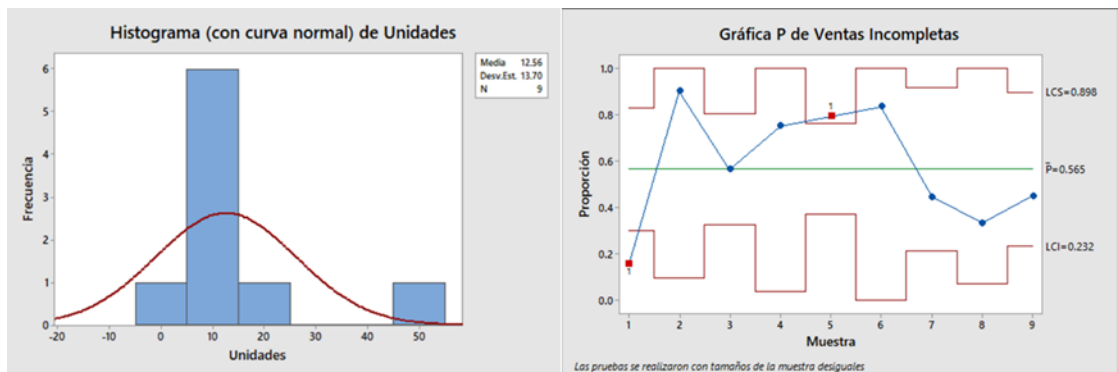 Histograma (con curva normal) de Unidades
Media 12.56
Desv.Est. 13.70
N 9
Frecuencia
6
5
4
3
2
1
0
-20 -10 0 10 20 30 40 50
Unidades
Gráfica P de Ventas Incompletas
Proporción
1.0
0.8
0.6
0.4
0.2
0.0
1
1
LCS=0.898
P̄=0.565
LCI=0.232
1 2 3 4 5 6 7 8 9
Muestra
Las pruebas se realizaron con tamaños de la muestra desiguales